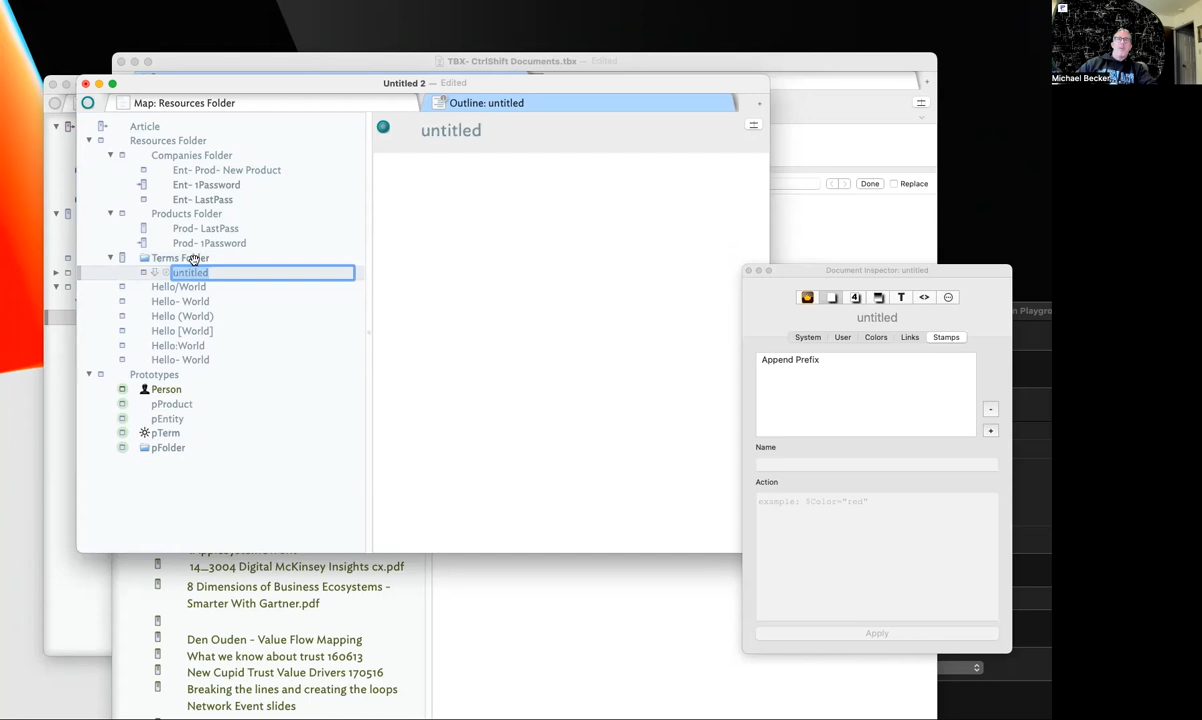 TBX- CtrlShift Documents.tbx — Edited
Untitled 2 — Edited
Map: Resources Folder
Outline: untitled
Article
Resources Folder
Companies Folder
Ent- Prod- New Product
Ent- 1Password
Ent- LastPass
Products Folder
Prod- LastPass
Prod- 1Password
Terms Folder
untitled
Hello/World
Hello- World
Hello (World)
Hello [World]
Hello:World
Hello- World
Prototypes
Person
pProduct
pEntity
pTerm
pFolder
untitled
Done
Replace
Document Inspector: untitled
4
T
<>
untitled
System
User
Colors
Links
Stamps
Append Prefix
-
+
Name
Action
example: $Color="red"
Apply
14_3004 Digital McKinsey Insights cx.pdf
8 Dimensions of Business Ecosystems -
Smarter With Gartner.pdf
Den Ouden - Value Flow Mapping
What we know about trust 160613
New Cupid Trust Value Drivers 170516
Breaking the lines and creating the loops
Network Event slides
n Playgroun
Michael Becker